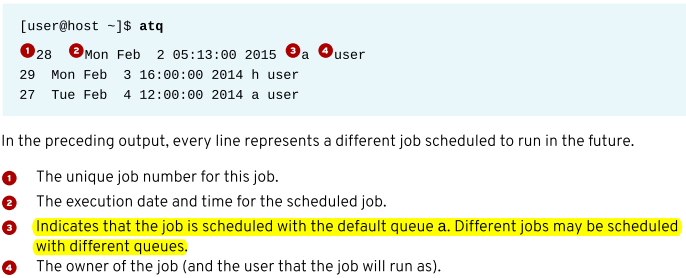 [user@host ~]$ atq
1 28 2 Mon Feb  2 05:13:00 2015 3 a 4 user
29  Mon Feb  3 16:00:00 2014 h user
27  Tue Feb  4 12:00:00 2014 a user
In the preceding output, every line represents a different job scheduled to run in the future.
1 The unique job number for this job.
2 The execution date and time for the scheduled job.
3 Indicates that the job is scheduled with the default queue a. Different jobs may be scheduled
with different queues.
4 The owner of the job (and the user that the job will run as).